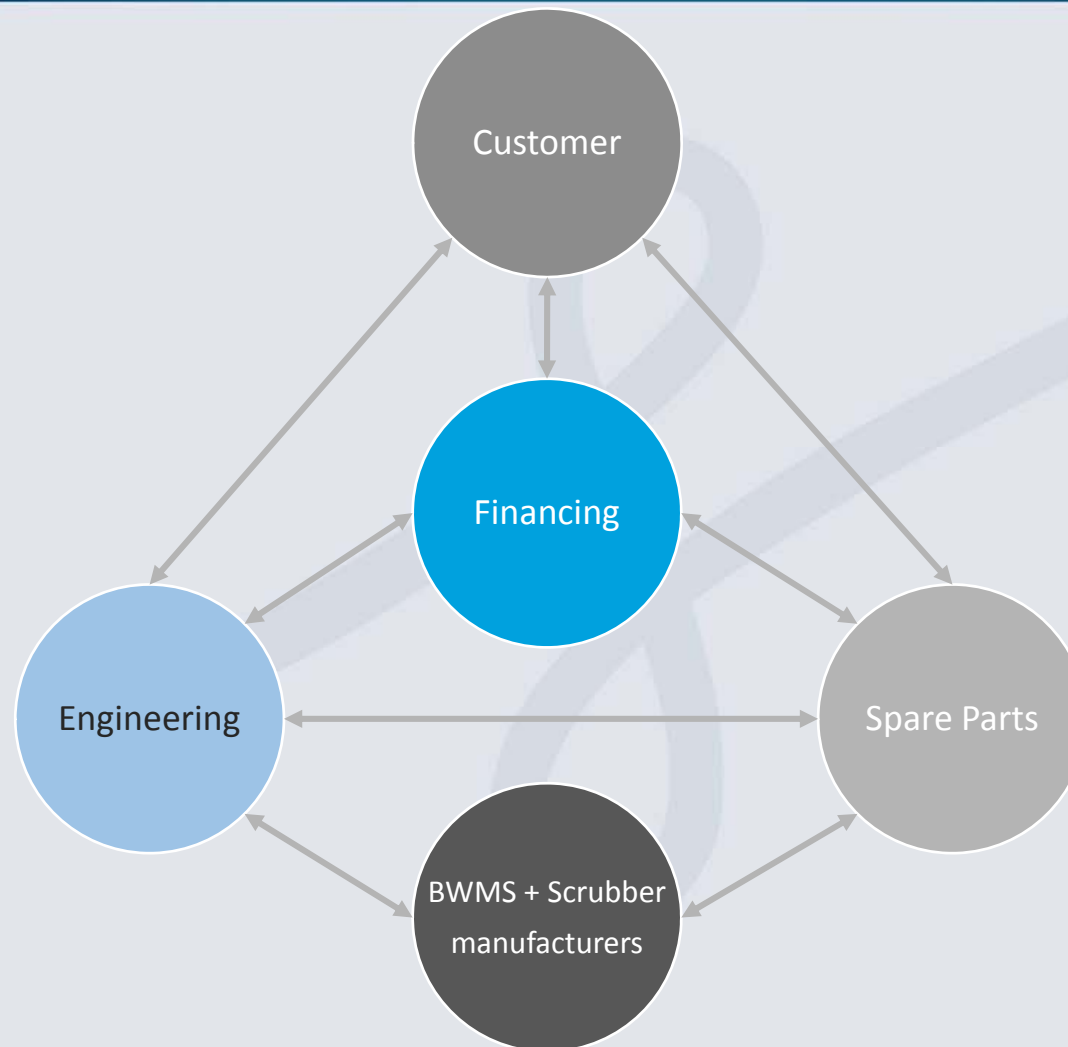 Customer
Financing
Engineering
Spare Parts
BWMS + Scrubber
manufacturers